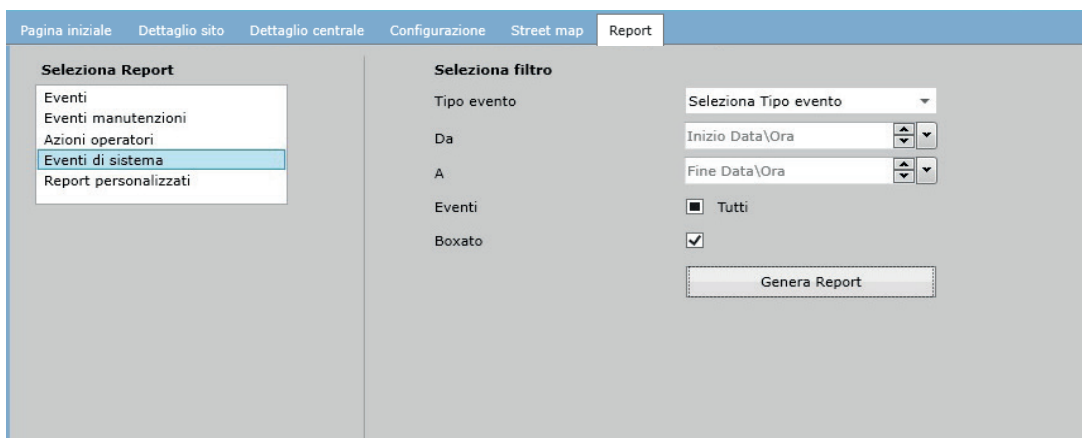 Pagina iniziale Dettaglio sito Dettaglio centrale Configurazione Street map Report
Seleziona Report
Eventi
Eventi manutenzioni
Azioni operatori
Eventi di sistema
Report personalizzati
Seleziona filtro
Tipo evento Seleziona Tipo evento
Da Inizio Data\Ora
A Fine Data\Ora
Eventi Tutti
Boxato
Genera Report